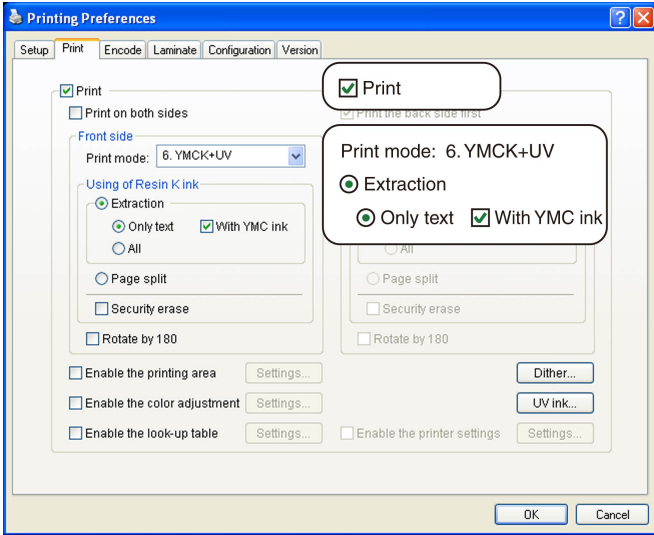 Printing Preferences
Setup Print Encode Laminate Configuration Version
Print
Print
Print on both sides
Print the back side first
Front side
Print mode: 6. YMCK+UV
Print mode: 6. YMCK+UV
Using of Resin K ink
Extraction
Extraction
Only text With YMC ink
Only text With YMC ink
All
All
Page split
Page split
Security erase
Security erase
Rotate by 180
Rotate by 180
Enable the printing area Settings... Dither...
Enable the color adjustment Settings... UV ink...
Enable the look-up table Settings... Enable the printer settings Settings...
OK Cancel